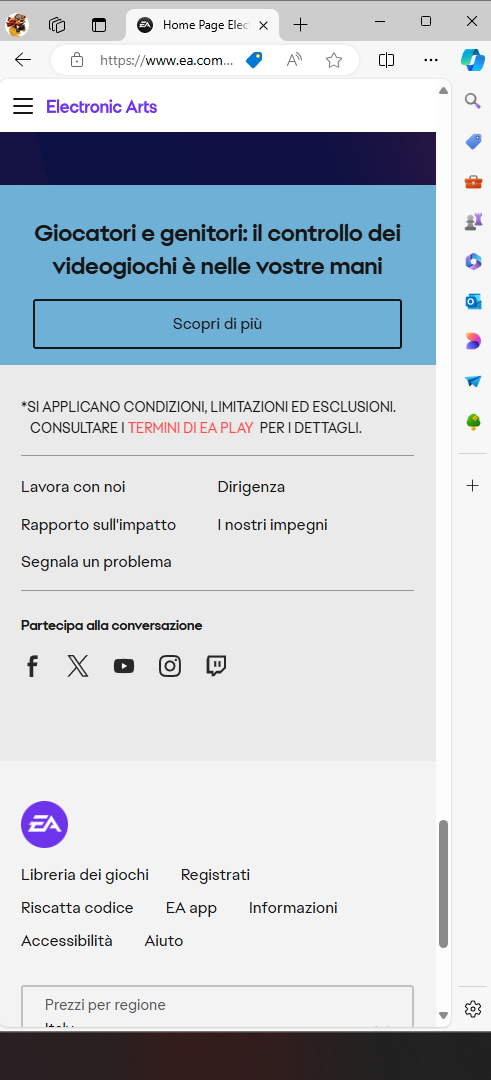 EA Home Page Elec
https://www.ea.com...
Electronic Arts
Giocatori e genitori: il controllo dei
videogiochi è nelle vostre mani
Scopri di più
*SI APPLICANO CONDIZIONI, LIMITAZIONI ED ESCLUSIONI.
CONSULTARE I TERMINI DI EA PLAY PER I DETTAGLI.
Lavora con noi Dirigenza
Rapporto sull'impatto I nostri impegni
Segnala un problema
Partecipa alla conversazione
EA
Libreria dei giochi Registrati
Riscatta codice EA app Informazioni
Accessibilità Aiuto
Prezzi per regione
Italy